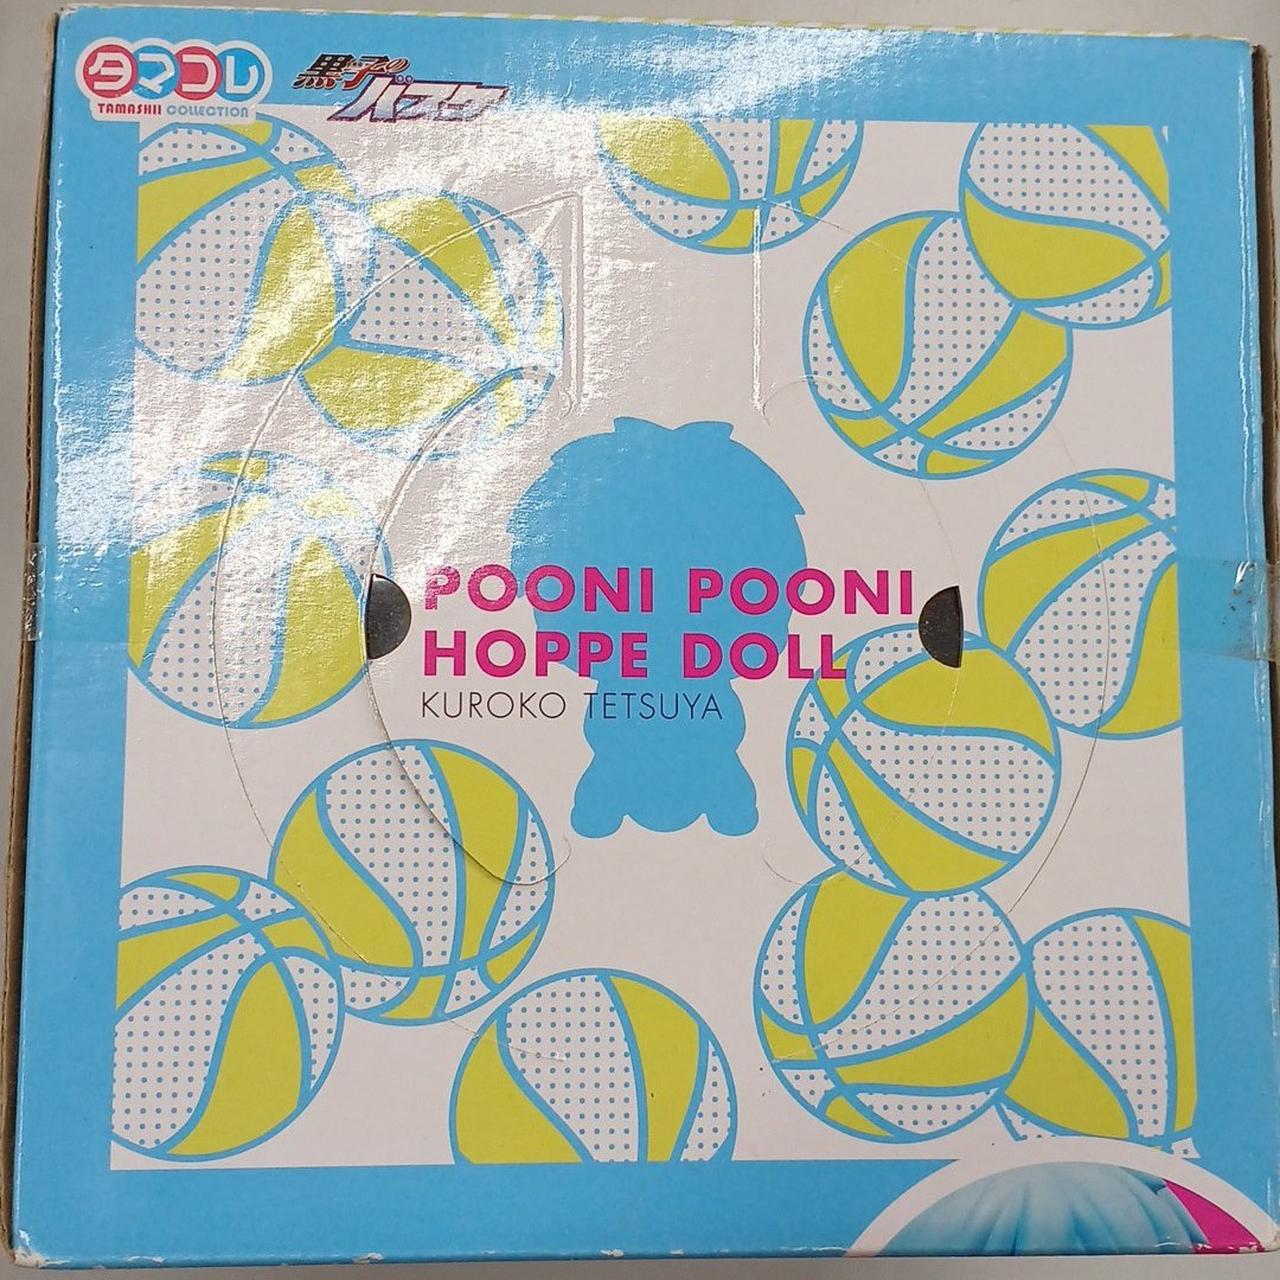 タマコレ
TAMASHII COLLECTION
黒子の
バスケ
POONI POONI
HOPPE DOLL
KUROKO TETSUYA